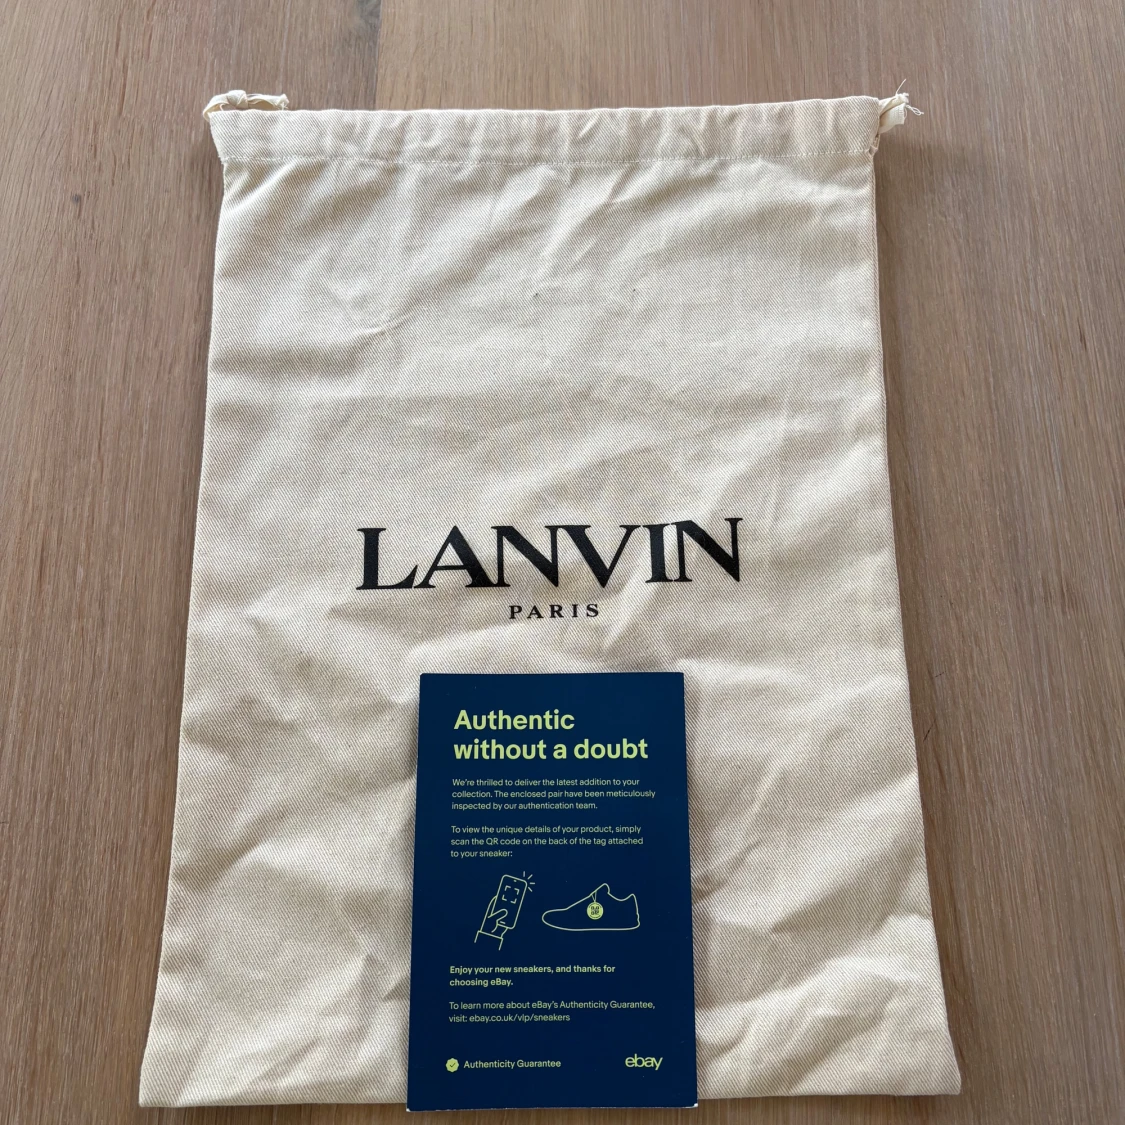 LANVIN
PARIS
Authentic
without a doubt
We're thrilled to deliver the latest addition to your
collection. The enclosed pair have been meticulously
inspected by our authentication team.
To view the unique details of your product, simply
scan the QR code on the back of the tag attached
to your sneaker:
Enjoy your new sneakers, and thanks for
choosing eBay.
To learn more about eBay's Authenticity Guarantee,
visit: ebay.co.uk/vlp/sneakers
Authenticity Guarantee
ebay